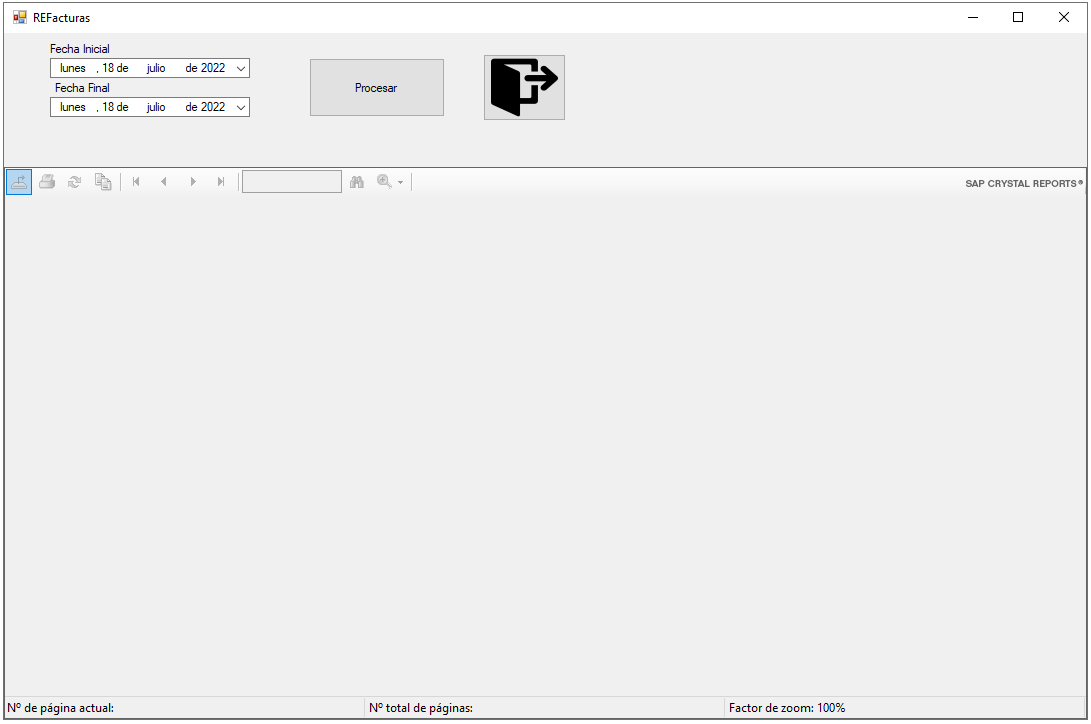 REFacturas
Fecha Inicial
lunes , 18 de julio de 2022
Fecha Final
lunes , 18 de julio de 2022
Procesar
SAP CRYSTAL REPORTS®
Nº de página actual:
Nº total de páginas:
Factor de zoom: 100%